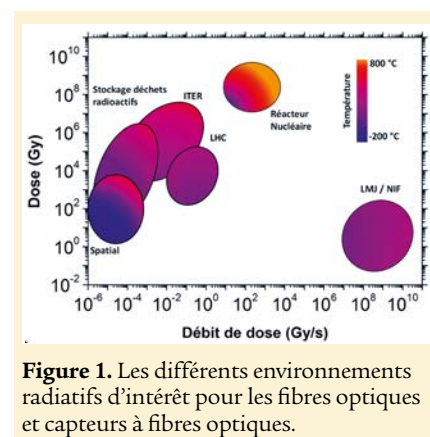 Dose (Gy)
10¹⁰
10⁸
10⁶
10⁴
10²
10⁰
10⁻²
Stockage déchets
radioactifs
ITER
LHC
Spatial
Réacteur
Nucléaire
LMJ / NIF
Température
800 °C
-200 °C
10⁻⁶ 10⁻⁴ 10⁻² 10⁰ 10² 10⁴ 10⁶ 10⁸ 10¹⁰
Débit de dose (Gy/s)
Figure 1. Les différents environnements
radiatifs d’intérêt pour les fibres optiques
et capteurs à fibres optiques.